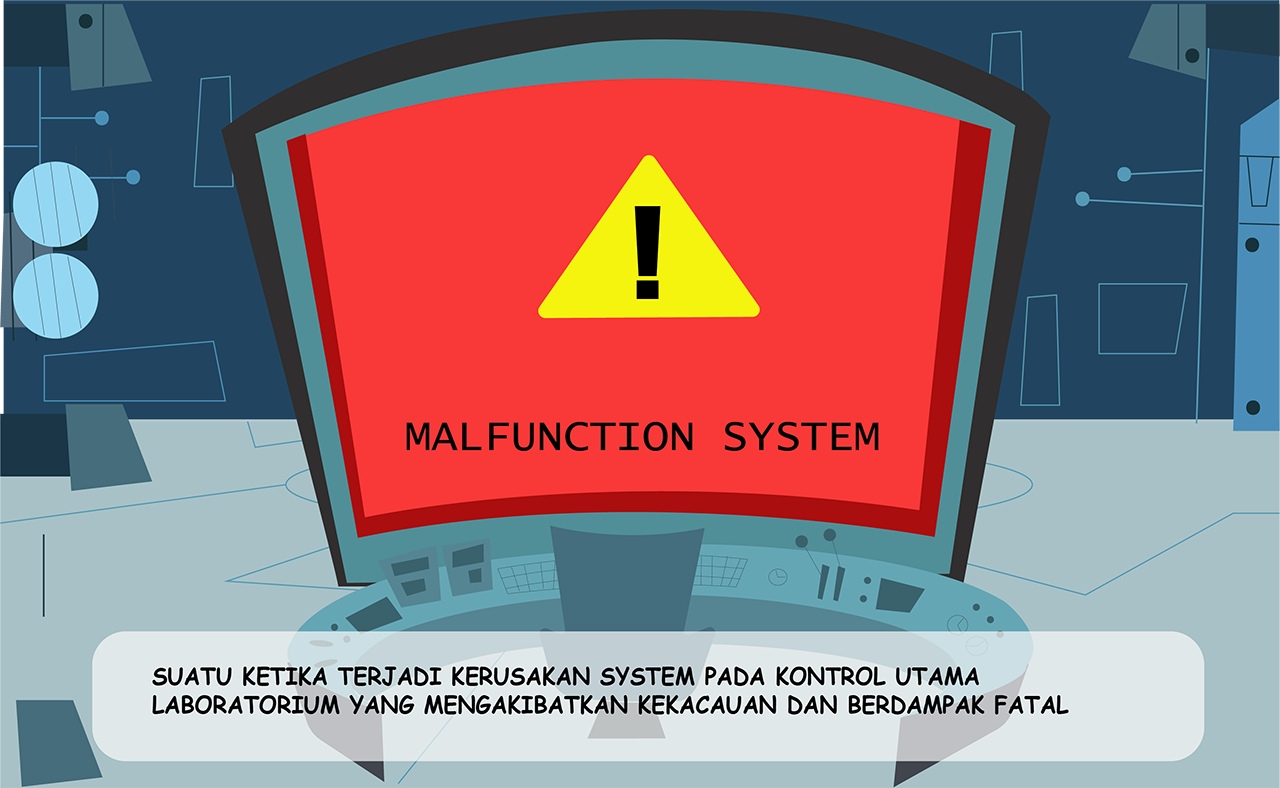 !
MALFUNCTION SYSTEM
SUATU KETIKA TERJADI KERUSAKAN SYSTEM PADA KONTROL UTAMA
LABORATORIUM YANG MENGAKIBATKAN KEKACAUAN DAN BERDAMPAK FATAL